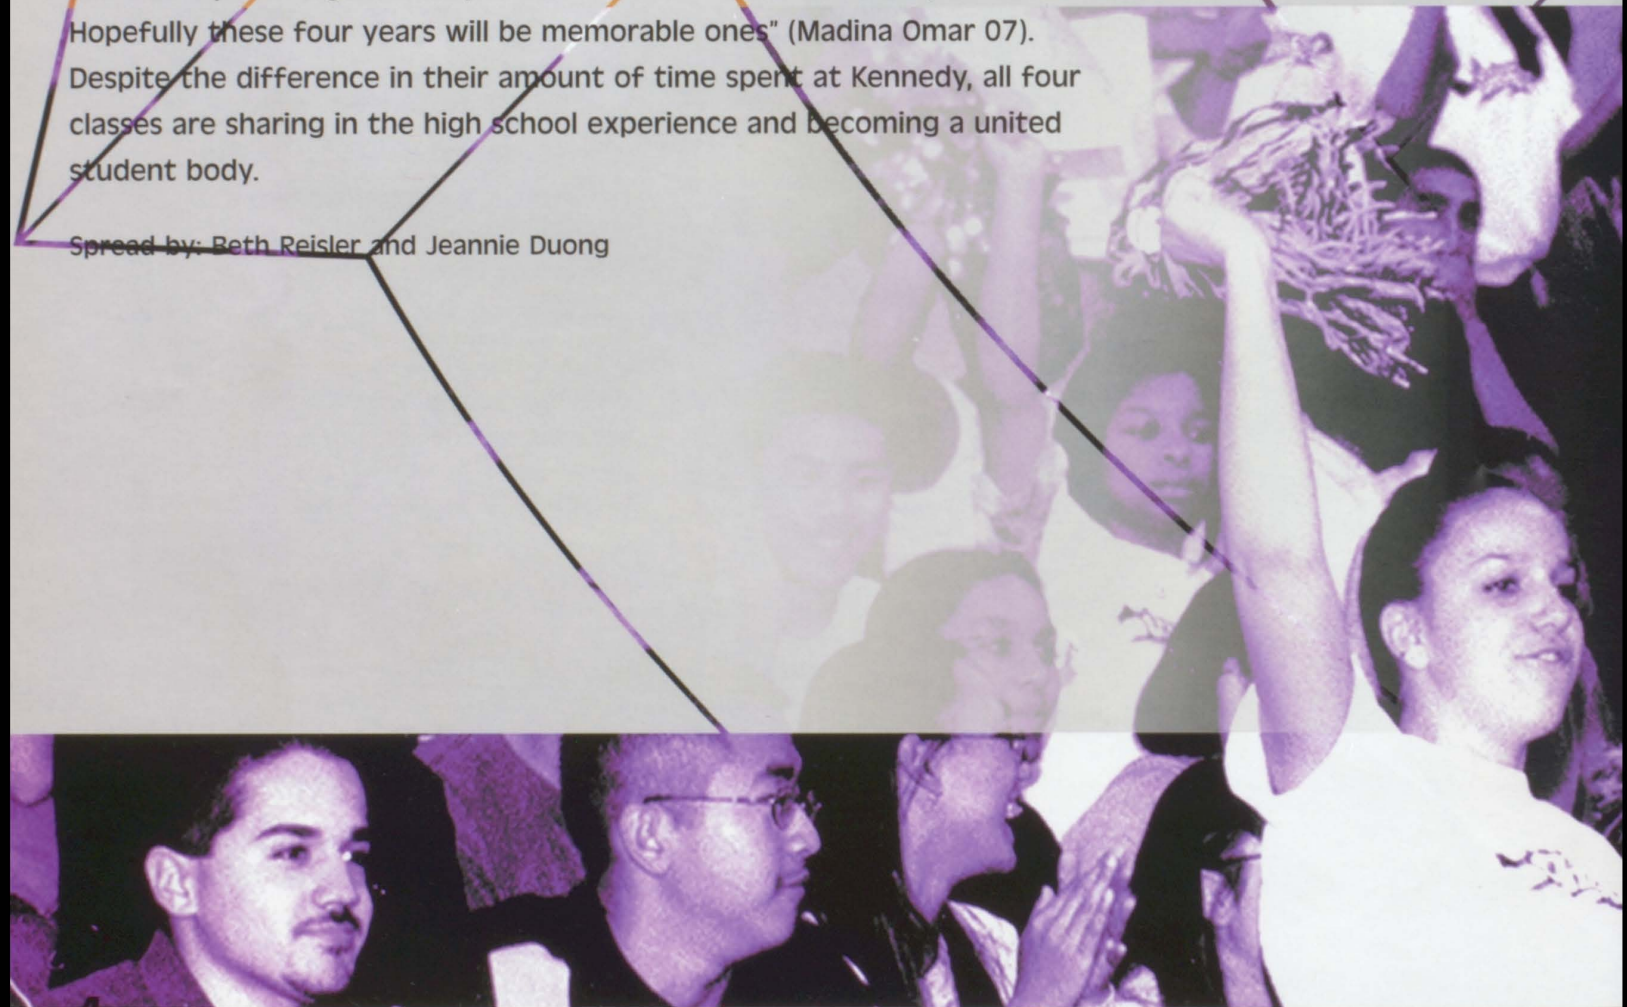 Hopefully these four years will be memorable ones" (Madina Omar 07).
Despite the difference in their amount of time spent at Kennedy, all four
classes are sharing in the high school experience and becoming a united
student body.
Spread by: Beth Reisler and Jeannie Duong